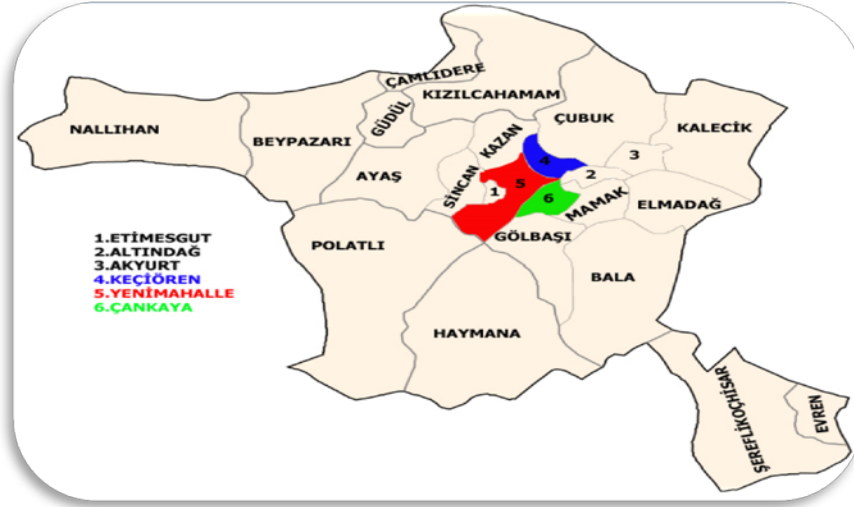 ÇAMLIDERE
KIZILCAHAMAM
GÜDÜL
ÇUBUK
KALECİK
NALLIHAN
BEYPAZARI
KAZAN
AYAŞ
SİNCAN
4
3
2
5
1
6
MAMAK
ELMADAĞ
GÖLBAŞI
POLATLI
BALA
HAYMANA
ŞEREFLİKOÇHİSAR
EVREN
1.ETİMESGUT
2.ALTINDAĞ
3.AKYURT
4.KEÇİÖREN
5.YENİMAHALLE
6.ÇANKAYA